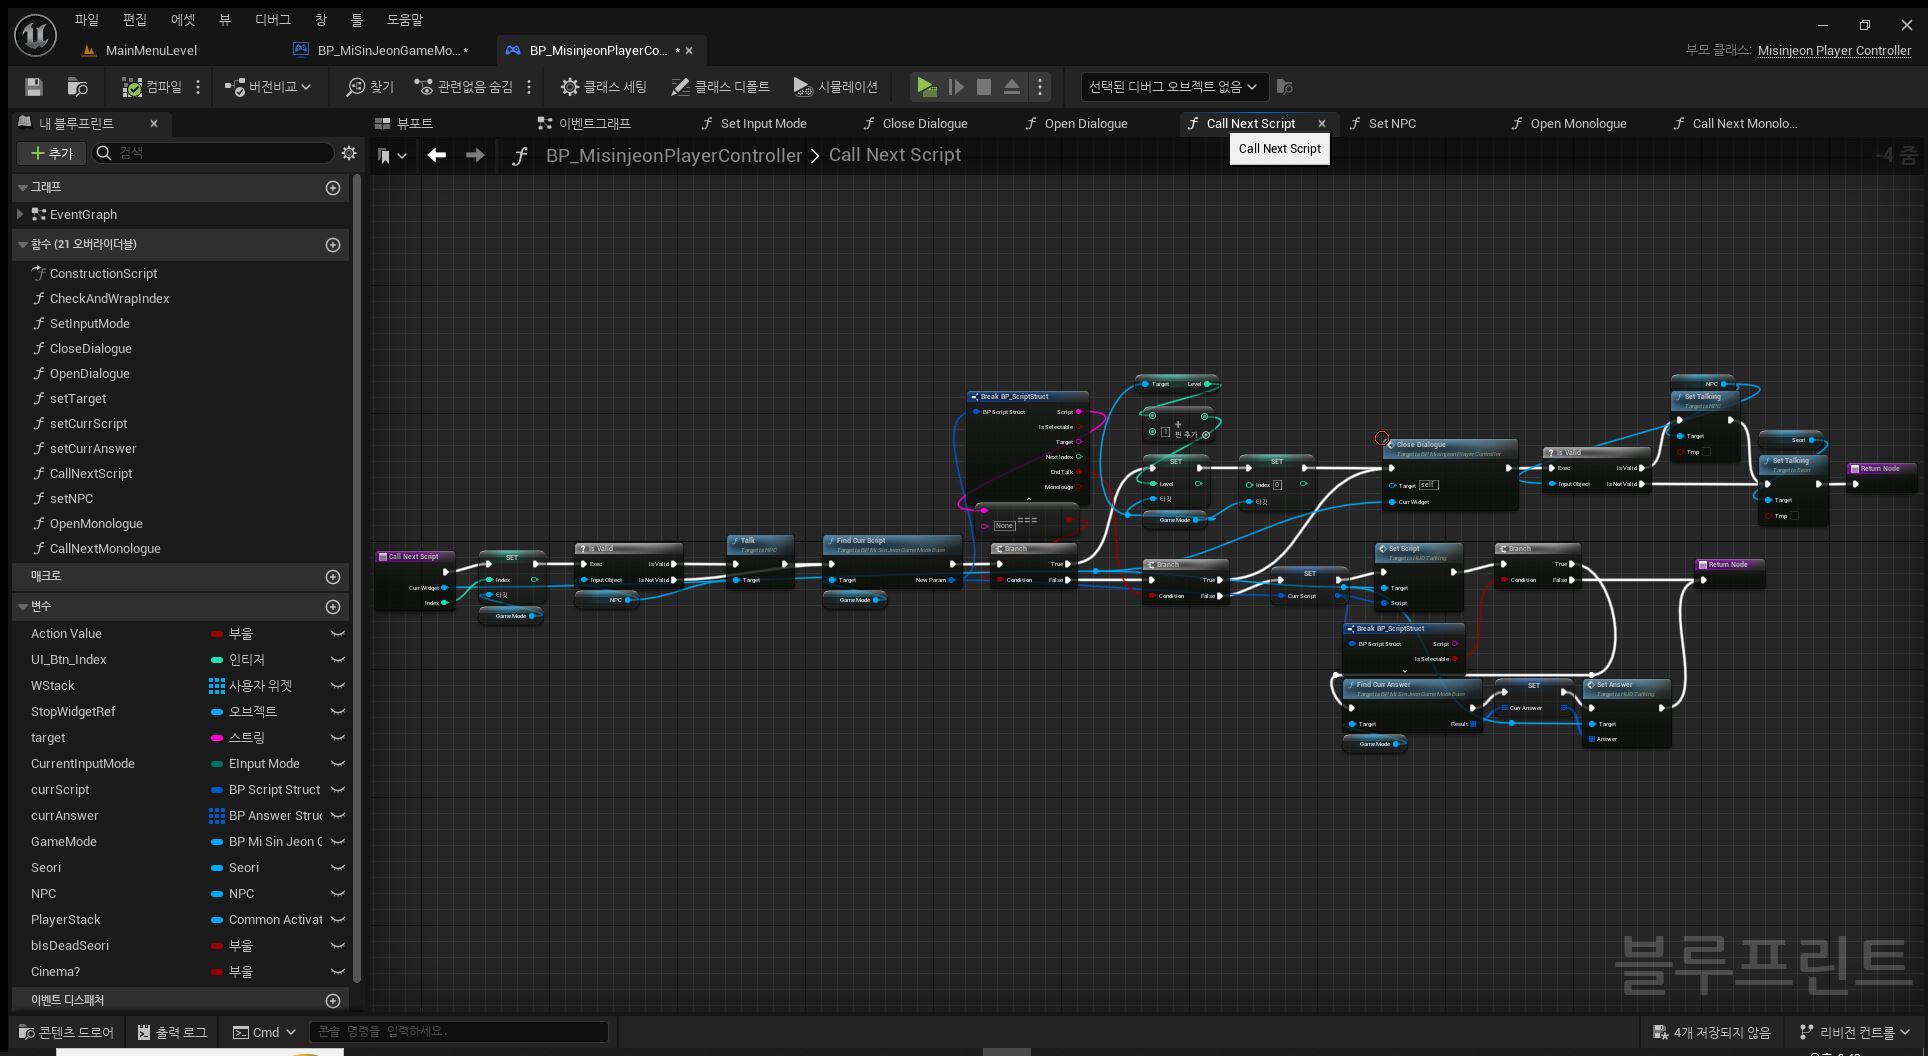 파일 편집 에셋 뷰 디버그 창 툴 도움말
MainMenuLevel BP_MiSinJeonGameMo...* BP_MisinjeonPlayerCo... *
부모 클래스: Misinjeon Player Controller
컴파일 버전비교 찾기 관련없음 숨김 클래스 세팅 클래스 디폴트 시뮬레이션 선택된 디버그 오브젝트 없음
내 블루프린트
뷰포트 이벤트그래프 Set Input Mode Close Dialogue Open Dialogue Call Next Script Set NPC Open Monologue Call Next Monolo...
Call Next Script
추가 검색
BP_MisinjeonPlayerController > Call Next Script
-4 줌
그래프
EventGraph
함수 (21 오버라이더블)
ConstructionScript
CheckAndWrapIndex
SetInputMode
CloseDialogue
OpenDialogue
setTarget
setCurrScript
setCurrAnswer
CallNextScript
setNPC
OpenMonologue
CallNextMonologue
매크로
변수
Action Value 부울
UI_Btn_Index 인티저
WStack 사용자 위젯
StopWidgetRef 오브젝트
target 스트링
CurrentInputMode EInput Mode
currScript BP Script Struct
currAnswer BP Answer Struc
GameMode BP Mi Sin Jeon G
Seori Seori
NPC NPC
PlayerStack Common Activat
bIsDeadSeori 부울
Cinema? 부울
이벤트 디스패처
Call Next Script
Curr Widget
Index
SET
Index
타깃
Game Mode
Is Valid
Exec Is Valid
Input Object Is Not Valid
NPC
Talk
Target is NPC
Target
Find Curr Script
Target is BP Mi Sin Jeon Game Mode Base
Target New Param
Game Mode
Break BP_ScriptStruct
BP Script Struct Script
Is Selectable
Target
Next Index
End Talk
Monolouge
None ===
Branch
True
Condition False
Target Level
1 + 핀 추가
SET
Level
타깃
Game Mode
SET
Index 0
타깃
Branch
True
Condition False
SET
Curr Script
Close Dialogue
Target is BP Misinjeon Player Controller
Target self
Curr Widget
Is Valid
Exec Is Valid
Input Object Is Not Valid
NPC
Set Talking
Target is NPC
Target
Tmp
Seori
Set Talking
Target is Seori
Target
Tmp
Return Node
Set Script
Target is HUD Talking
Target
Script
Branch
True
Condition False
Return Node
Break BP_ScriptStruct
BP Script Struct Script
Is Selectable
Find Curr Answer
Target is BP Mi Sin Jeon Game Mode Base
Target Result
Game Mode
SET
Curr Answer
Set Answer
Target is HUD Talking
Target
Answer
블루프린트
콘텐츠 드로어 출력 로그 Cmd 콘솔 명령을 입력하세요. 4개 저장되지 않음 리비전 컨트롤